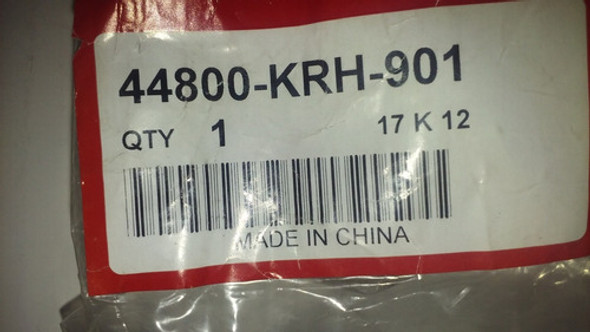 44800-KRH-901
QTY 1 17 K 12
MADE IN CHINA